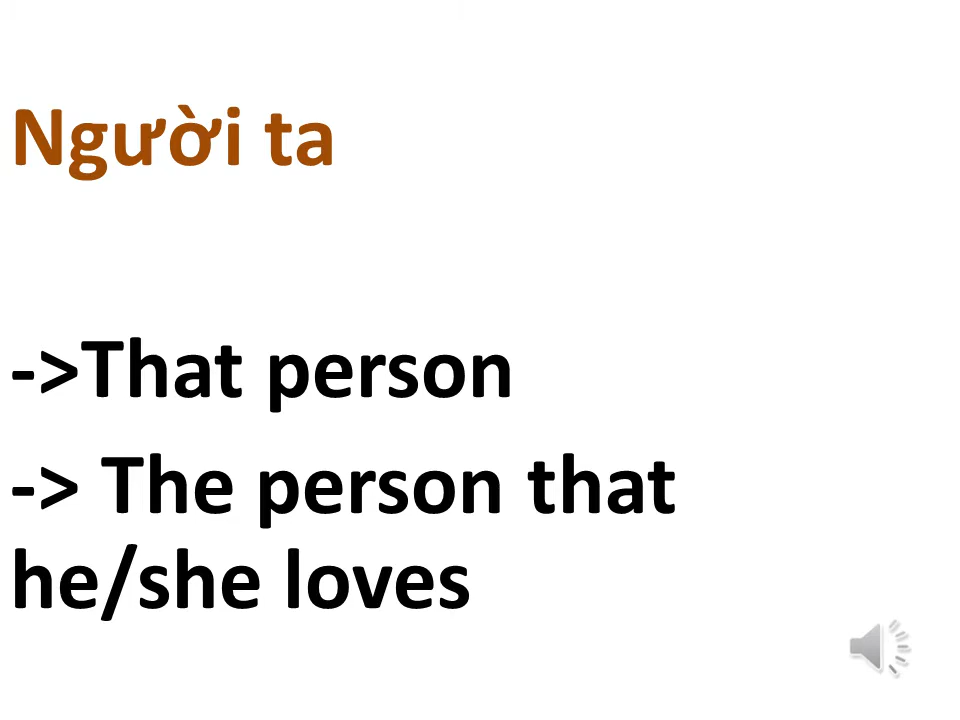 Người ta
->That person
-> The person that
he/she loves